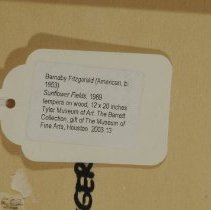 Barnaby Fitzgerald (American, b.
1953)
Sunflower Fields, 1989
tempera on wood, 12 x 20 inches
Tyler Museum of Art: The Barrett
Collection, gift of The Museum of
Fine Arts, Houston 2003.13
GER